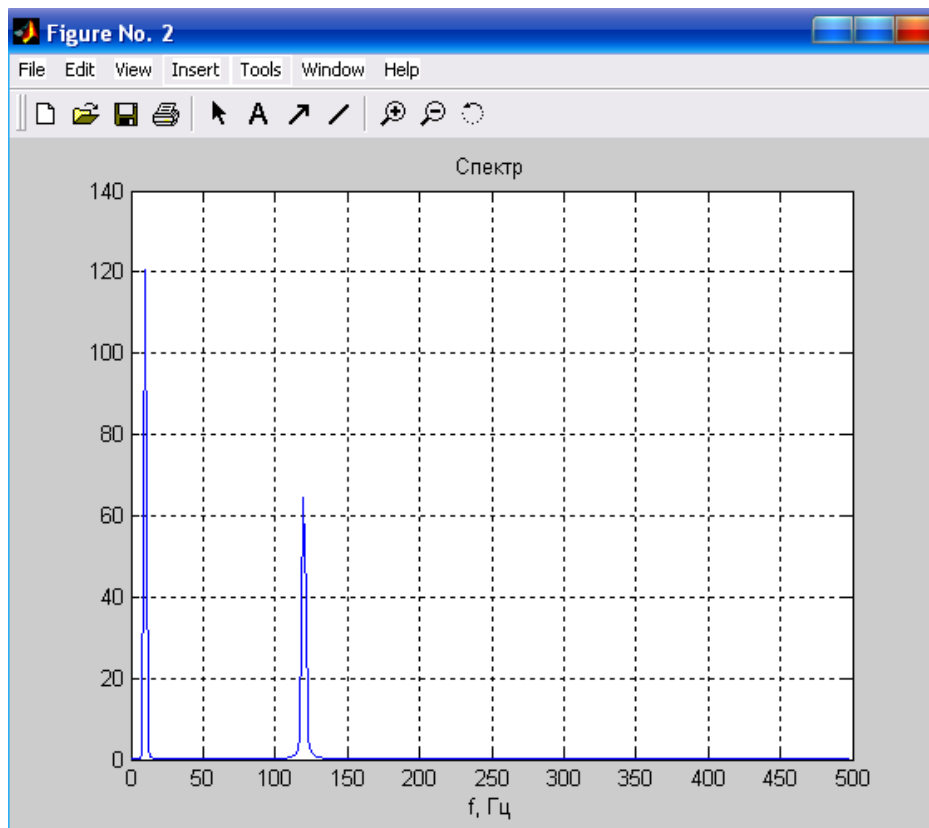 Figure No. 2
File Edit View Insert Tools Window Help
A
Спектр
140
120
100
80
60
40
20
0
0 50 100 150 200 250 300 350 400 450 500
f, Гц